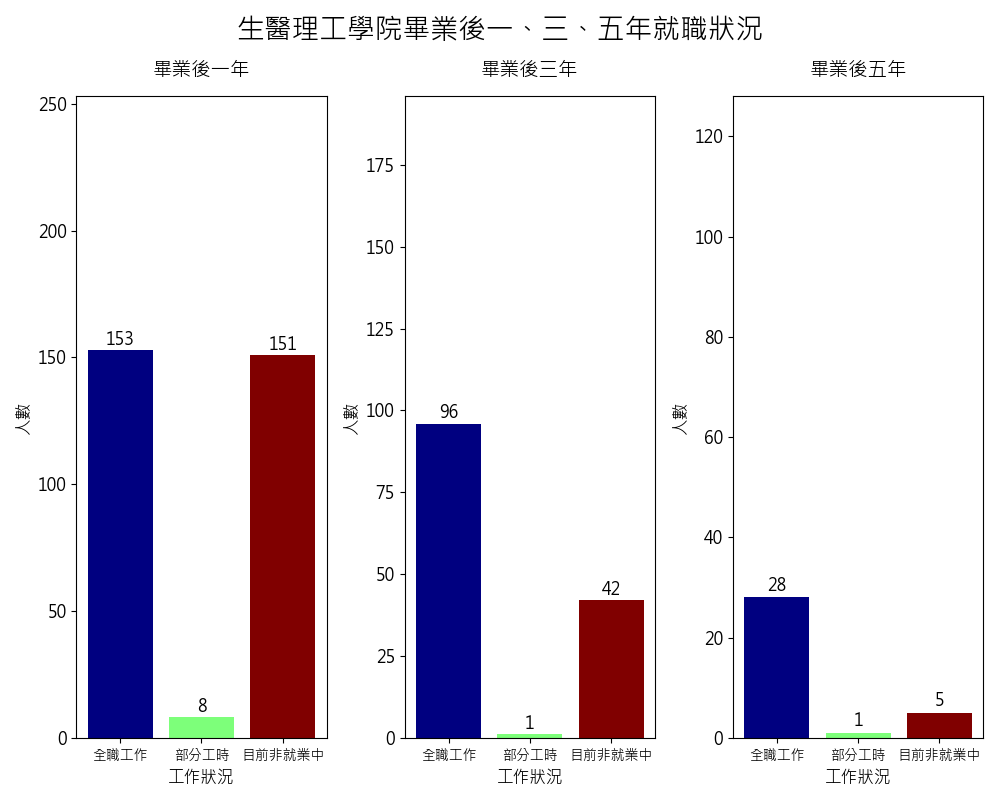 生醫理工學院畢業後一、三、五年就職狀況
畢業後一年
250
200
150
100
50
0
人數
153
8
151
全職工作
部分工時
目前非就業中
工作狀況
畢業後三年
175
150
125
100
75
50
25
0
人數
96
1
42
全職工作
部分工時
目前非就業中
工作狀況
畢業後五年
120
100
80
60
40
20
0
人數
28
1
5
全職工作
部分工時
目前非就業中
工作狀況